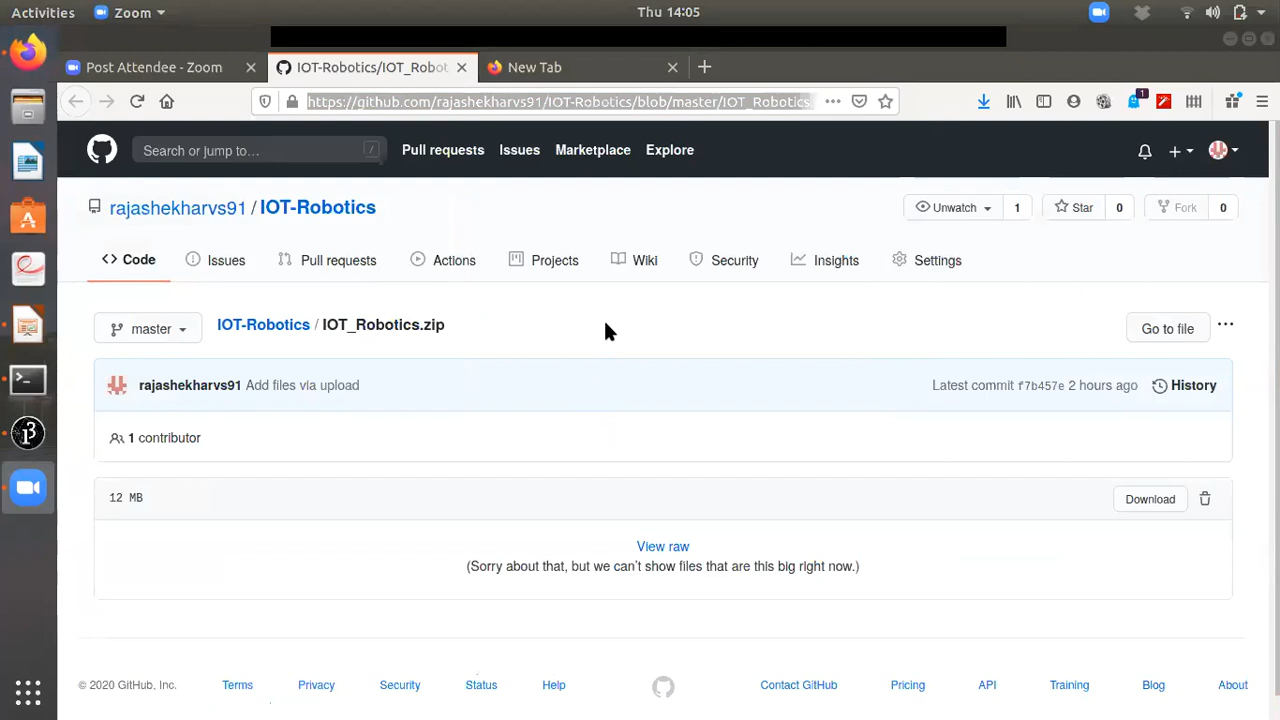 Activities Zoom Thu 14:05
Post Attendee - Zoom IOT-Robotics/IOT_Robot New Tab
https://github.com/rajashekharvs91/IOT-Robotics/blob/master/IOT_Robotics 1
Search or jump to… / Pull requests Issues Marketplace Explore
rajashekharvs91 / IOT-Robotics Unwatch 1 Star 0 Fork 0
Code Issues Pull requests Actions Projects Wiki Security Insights Settings
master IOT-Robotics / IOT_Robotics.zip Go to file
rajashekharvs91 Add files via upload Latest commit f7b457e 2 hours ago History
1 contributor
12 MB Download
View raw
(Sorry about that, but we can't show files that are this big right now.)
© 2020 GitHub, Inc. Terms Privacy Security Status Help Contact GitHub Pricing API Training Blog About